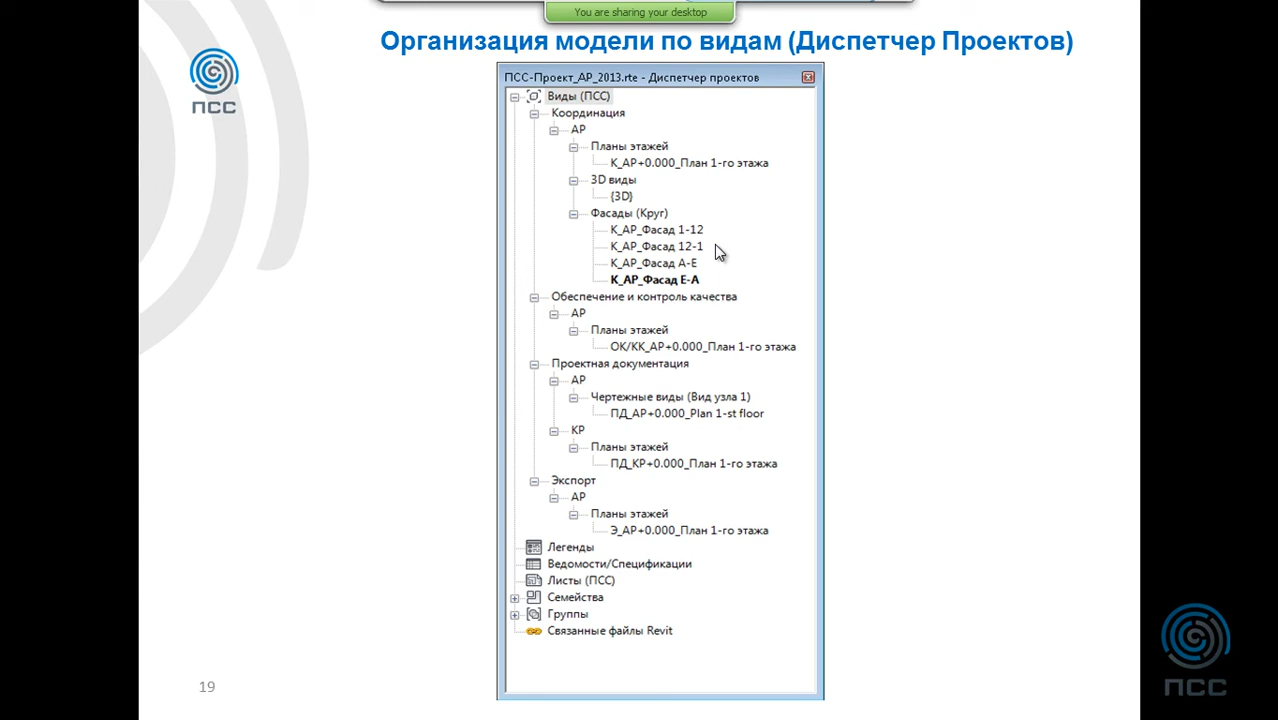 You are sharing your desktop
Организация модели по видам (Диспетчер Проектов)
ПСС
ПСС-Проект_АР_2013.rte - Диспетчер проектов
Виды (ПСС)
Координация
АР
Планы этажей
К_АР+0.000_План 1-го этажа
3D виды
{3D}
Фасады (Круг)
К_АР_Фасад 1-12
К_АР_Фасад 12-1
К_АР_Фасад А-Е
К_АР_Фасад Е-А
Обеспечение и контроль качества
АР
Планы этажей
ОК/КК_АР+0.000_План 1-го этажа
Проектная документация
АР
Чертежные виды (Вид узла 1)
ПД_АР+0.000_Plan 1-st floor
КР
Планы этажей
ПД_КР+0.000_План 1-го этажа
Экспорт
АР
Планы этажей
Э_АР+0.000_План 1-го этажа
Легенды
Ведомости/Спецификации
Листы (ПСС)
Семейства
Группы
Связанные файлы Revit
19
ПСС